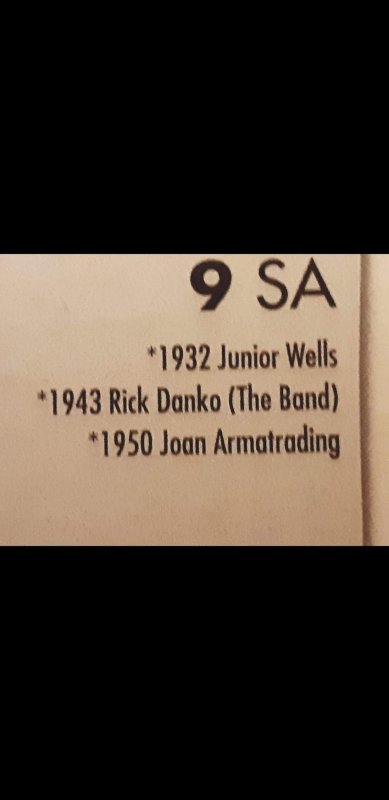 9 SA
*1932 Junior Wells
*1943 Rick Danko (The Band)
*1950 Joan Armatrading